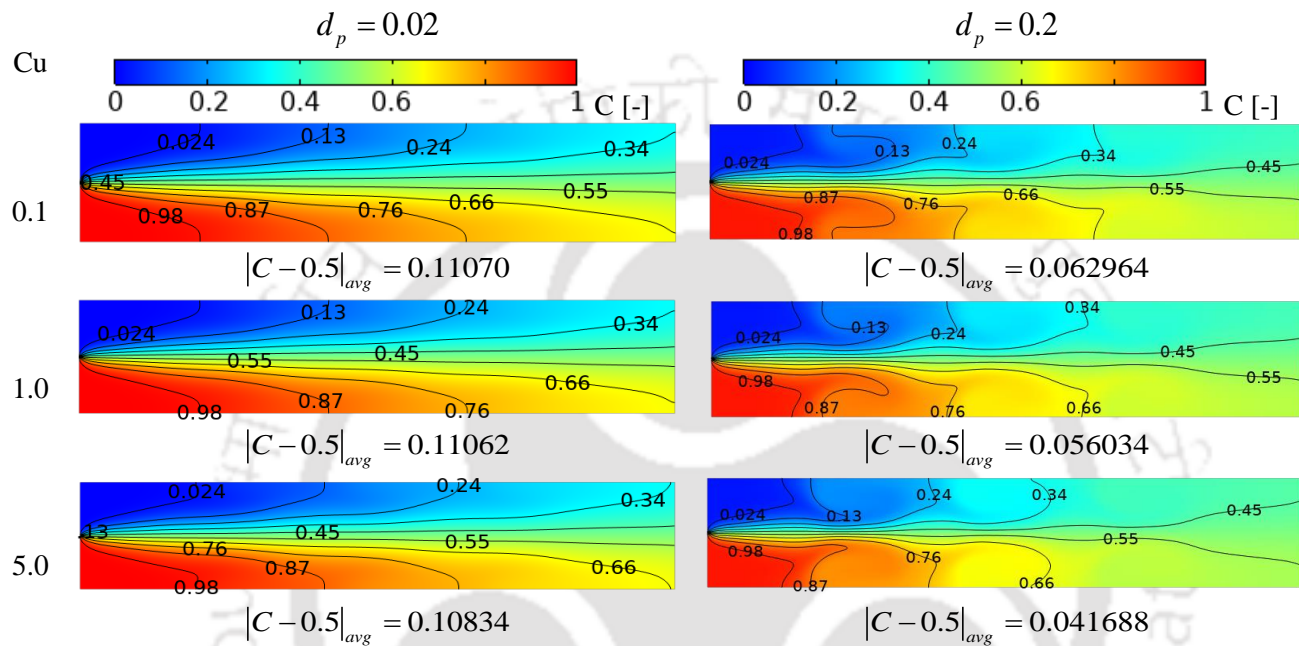 d_p = 0.02
d_p = 0.2
Cu
0 0.2 0.4 0.6 1 C [-]
0 0.2 0.4 0.6 1 C [-]
0.1
0.024 0.13 0.24 0.34
0.45 0.55
0.98 0.87 0.76 0.66
0.024 0.13 0.34 0.45
0.87 0.76 0.66 0.55
0.98
|C − 0.5|_avg = 0.11070
|C − 0.5|_avg = 0.062964
1.0
0.024 0.13 0.24 0.34
0.55 0.45
0.98 0.87 0.76 0.66
0.024 0.13 0.24 0.34 0.45
0.98 0.55
0.87 0.76 0.66
|C − 0.5|_avg = 0.11062
|C − 0.5|_avg = 0.056034
5.0
0.024 0.24 0.34
13 0.45 0.55
0.76
0.98 0.87 0.66
0.024 0.13 0.24 0.34 0.45
0.98 0.76 0.55
0.87 0.66
|C − 0.5|_avg = 0.10834
|C − 0.5|_avg = 0.041688